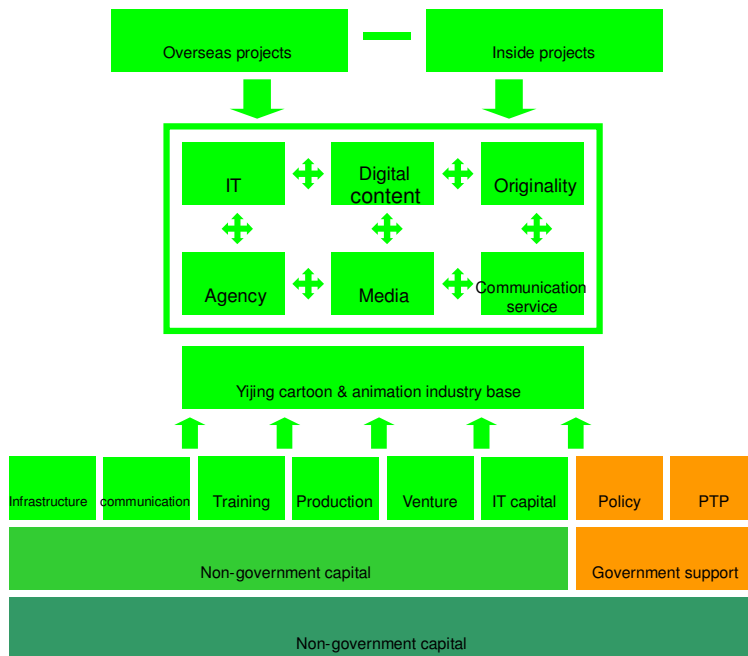 Overseas projects
Inside projects
IT
Digital
content
Originality
Agency
Media
Communication
service
Yijing cartoon & animation industry base
Infrastructure
communication
Training
Production
Venture
IT capital
Policy
PTP
Non-government capital
Government support
Non-government capital